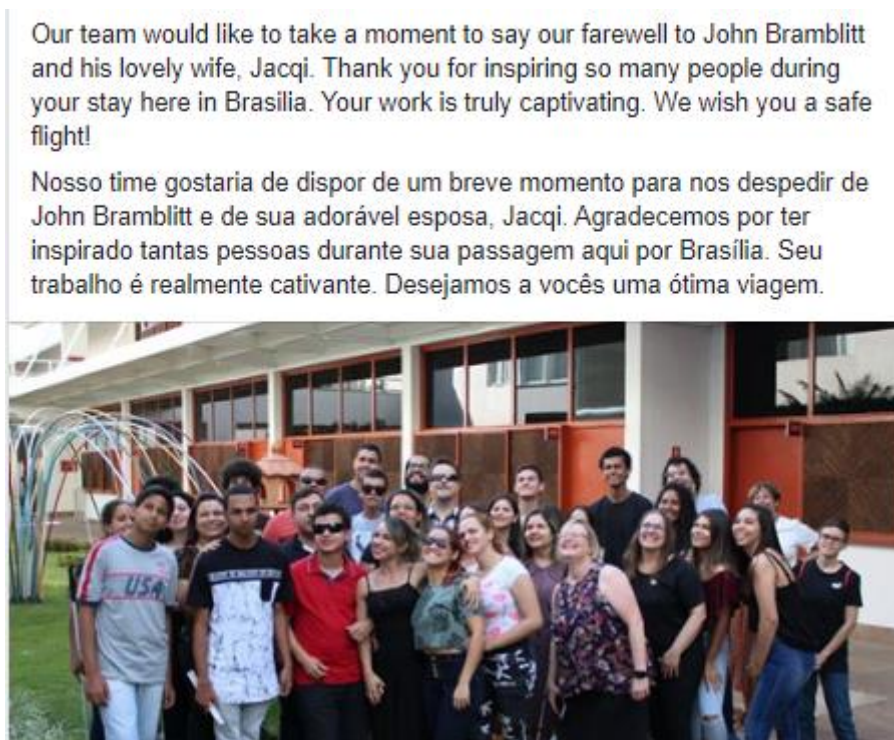 Our team would like to take a moment to say our farewell to John Bramblitt
and his lovely wife, Jacqi. Thank you for inspiring so many people during
your stay here in Brasilia. Your work is truly captivating. We wish you a safe
flight!
Nosso time gostaria de dispor de um breve momento para nos despedir de
John Bramblitt e de sua adorável esposa, Jacqi. Agradecemos por ter
inspirado tantas pessoas durante sua passagem aqui por Brasília. Seu
trabalho é realmente cativante. Desejamos a vocês uma ótima viagem.
USA